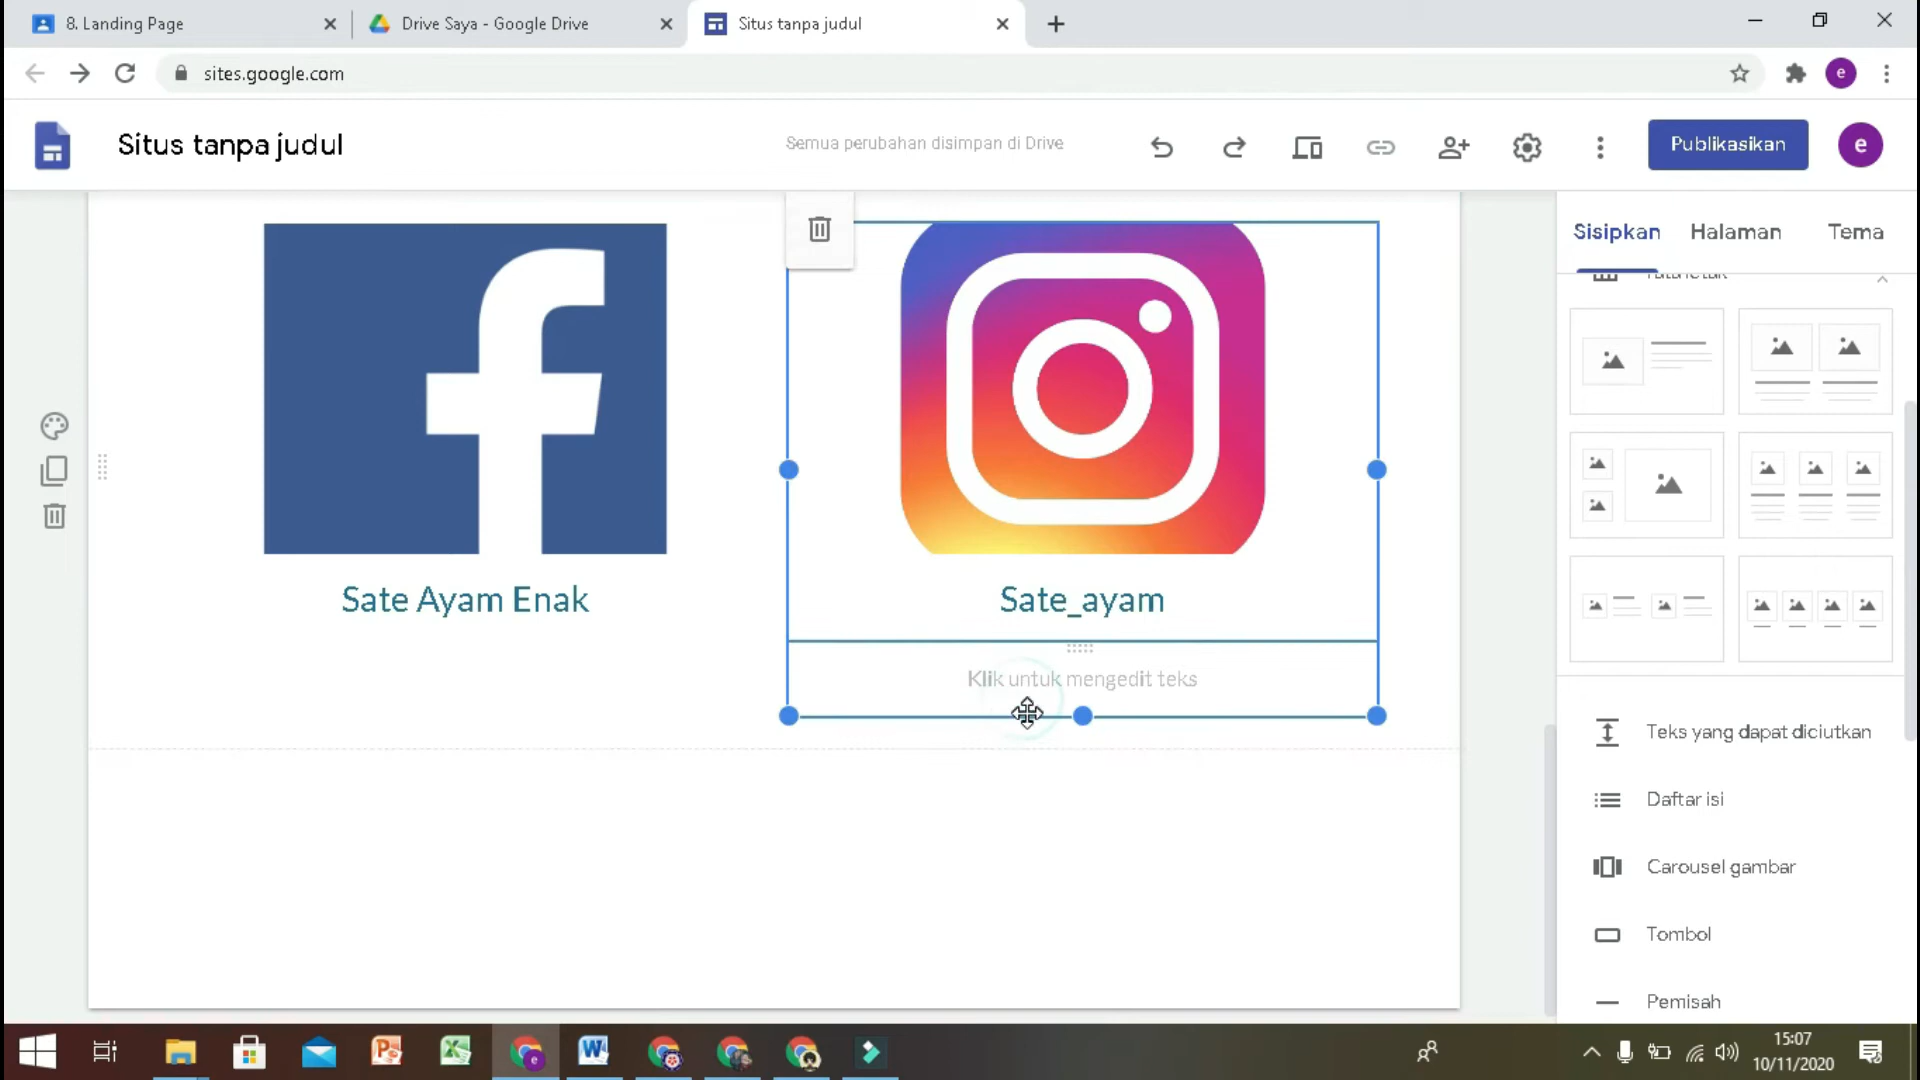 8. Landing Page
Drive Saya - Google Drive
Situs tanpa judul
sites.google.com
e
Situs tanpa judul
Semua perubahan disimpan di Drive
Publikasikan
e
Sisipkan
Halaman
Tema
Sate Ayam Enak
Sate_ayam
Klik untuk mengedit teks
Teks yang dapat diciutkan
Daftar isi
Carousel gambar
Tombol
Pemisah
15:07
10/11/2020